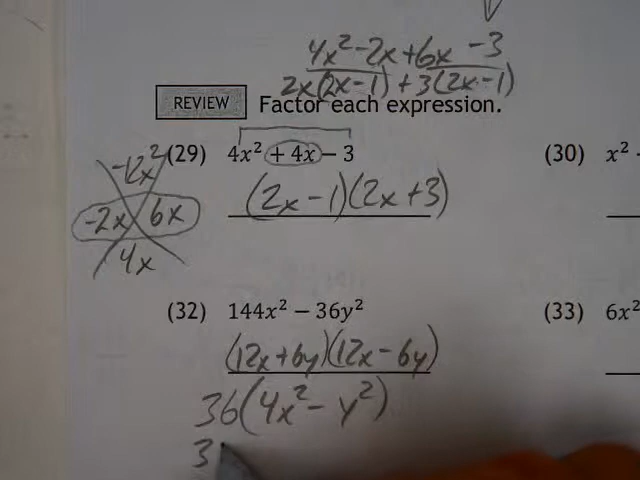 4x² - 2x + 6x - 3
2x(2x - 1) + 3(2x - 1)
REVIEW Factor each expression.
(29) 4x² + 4x − 3
(30) x²
(2x - 1)(2x + 3)
-12x²
-2x 6x
4x
(32) 144x² − 36y²
(33) 6x²
(12x + 6y)(12x - 6y)
36(4x² - y²)
3